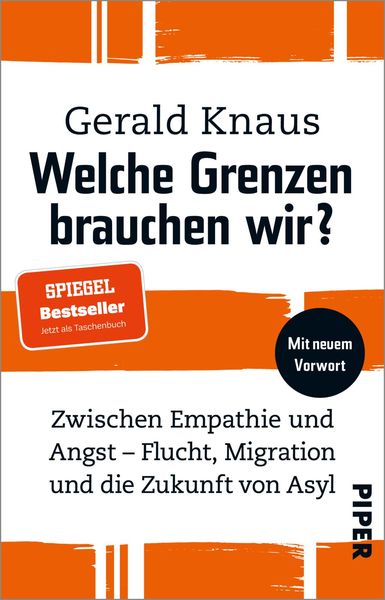 Gerald Knaus
Welche Grenzen
brauchen wir?
SPIEGEL
Bestseller
Jetzt als Taschenbuch
Mit neuem
Vorwort
Zwischen Empathie und
Angst – Flucht, Migration
und die Zukunft von Asyl
PIPER